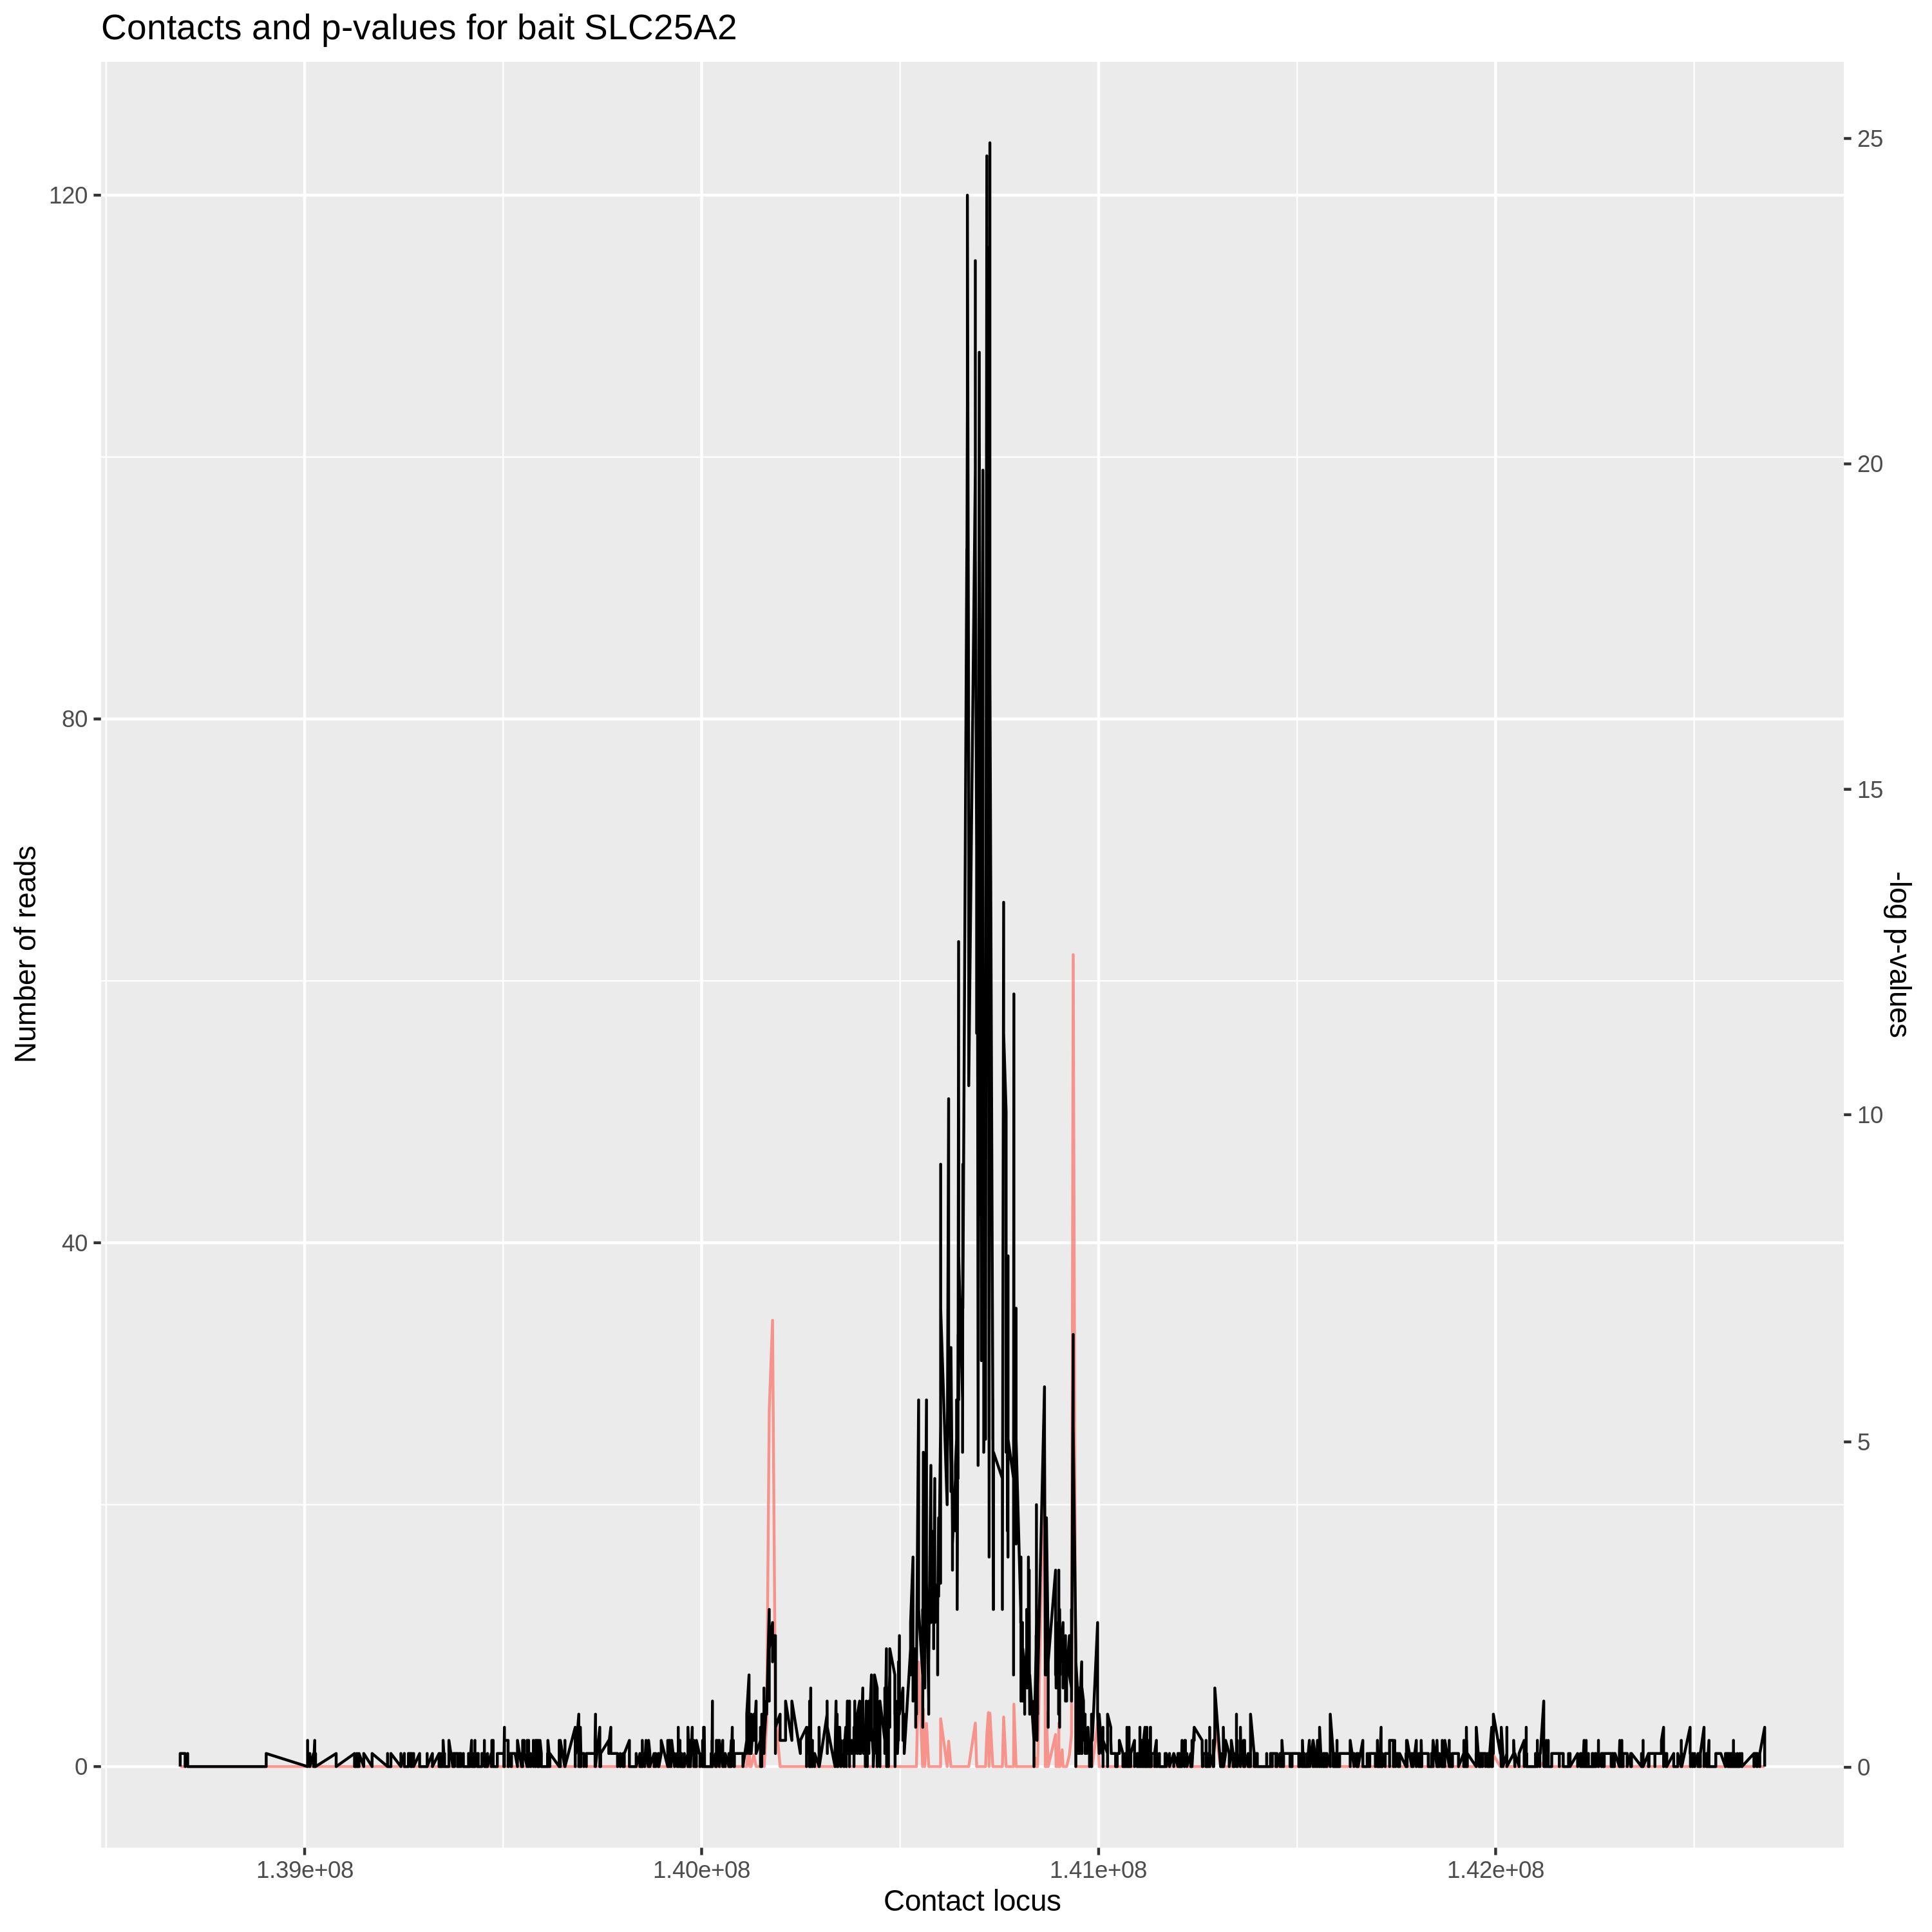 Contacts and p-values for bait SLC25A2
120
80
40
0
Number of reads
25
20
15
10
5
0
-log p-values
1.39e+08
1.40e+08
1.41e+08
1.42e+08
Contact locus